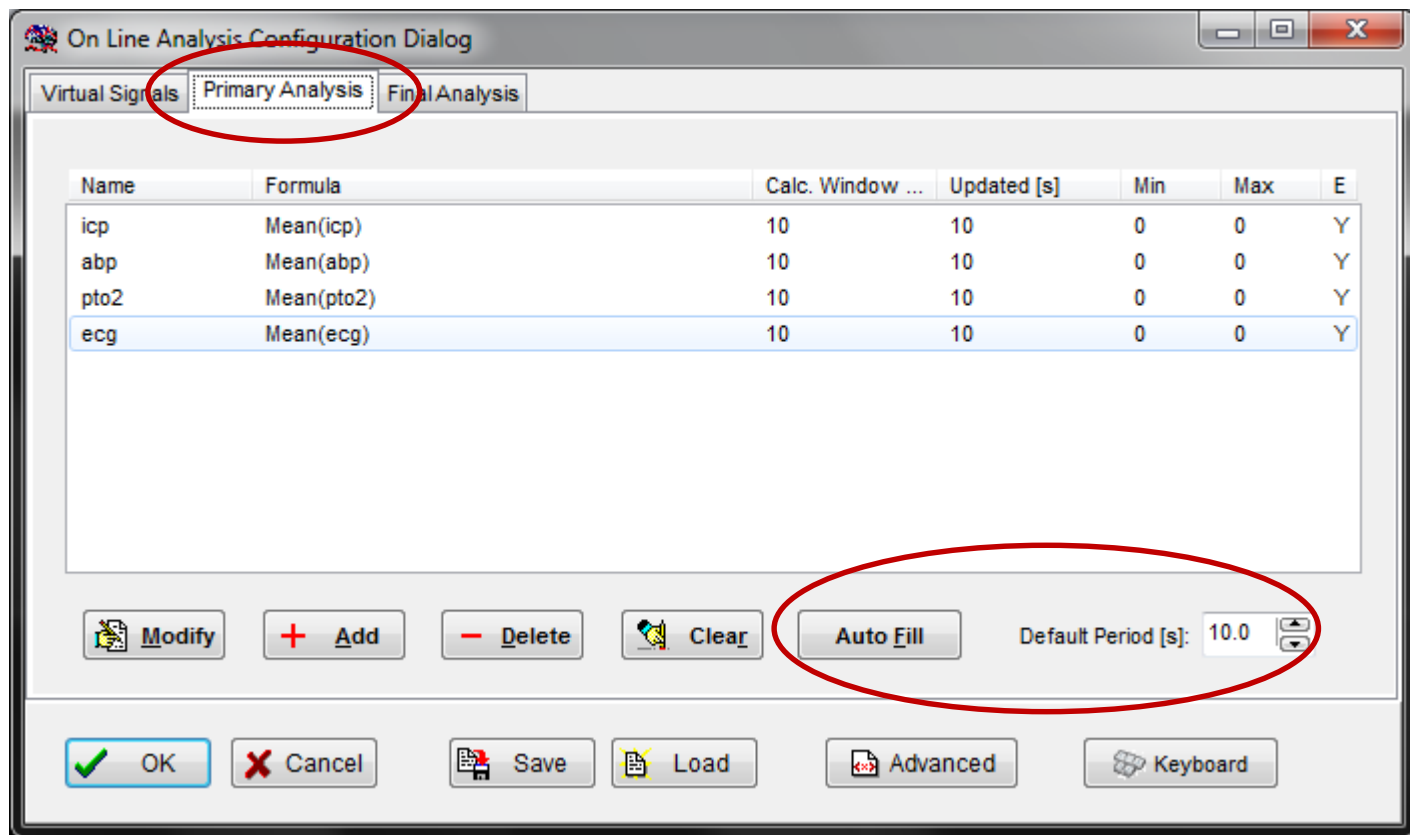 On Line Analysis Configuration Dialog
Virtual Signals Primary Analysis Final Analysis
Name Formula Calc. Window ... Updated [s] Min Max E
icp Mean(icp) 10 10 0 0 Y
abp Mean(abp) 10 10 0 0 Y
pto2 Mean(pto2) 10 10 0 0 Y
ecg Mean(ecg) 10 10 0 0 Y
Modify Add Delete Clear Auto Fill Default Period [s]: 10.0
OK Cancel Save Load Advanced Keyboard